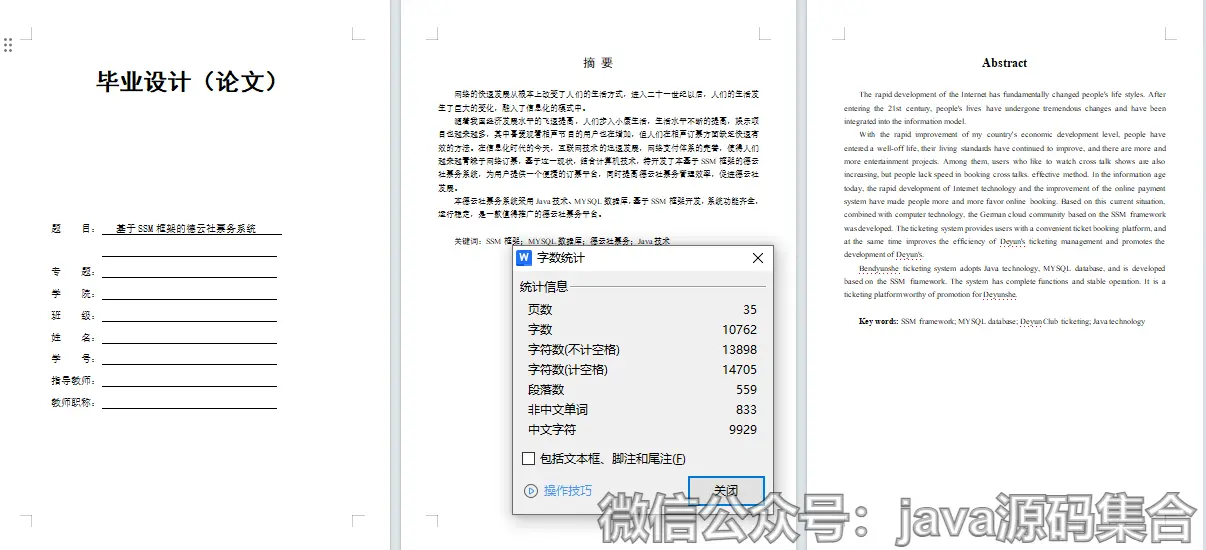 毕业设计（论文）
题 目： 基于SSM框架的德云社票务系统
专 题：
学 院：
班 级：
姓 名：
学 号：
指导教师：
教师职称：
摘 要
网络的快速发展从根本上改变了人们的生活方式，进入二十一世纪以后，人们的生活发
生了巨大的变化，融入了信息化的模式中。
随着我国经济发展水平的飞速提高，人们步入小康生活，生活水平不断的提高，娱乐项
目也越来越多，其中喜爱观看相声节目的用户也在增加，但人们在相声订票方面缺乏快速有
效的方法。在信息化时代的今天，互联网技术的迅速发展，网络支付体系的完善，使得人们
越来越青睐于网络订票，基于这一现状，结合计算机技术，特开发了本基于SSM框架的德云
社票务系统，为用户提供一个便捷的订票平台，同时提高德云社票务管理效率，促进德云社
发展。
本德云社票务系统采用Java技术、MYSQL数据库，基于SSM框架开发，系统功能齐全，
运行稳定，是一款值得推广的德云社票务平台。
关键词：SSM框架；MYSQL数据库；德云社票务；Java技术
字数统计
统计信息
页数 35
字数 10762
字符数(不计空格) 13898
字符数(计空格) 14705
段落数 559
非中文单词 833
中文字符 9929
包括文本框、脚注和尾注(F)
操作技巧
关闭
Abstract
The rapid development of the Internet has fundamentally changed people's life styles. After
entering the 21st century, people's lives have undergone tremendous changes and have been
integrated into the information model.
With the rapid improvement of my country's economic development level, people have
entered a well-off life, their living standards have continued to improve, and there are more and
more entertainment projects. Among them, users who like to watch cross talk shows are also
increasing, but people lack speed in booking cross talks. effective method. In the information age
today, the rapid development of Internet technology and the improvement of the online payment
system have made people more and more favor online booking. Based on this current situation,
combined with computer technology, the German cloud community based on the SSM framework
was developed. The ticketing system provides users with a convenient ticket booking platform, and
at the same time improves the efficiency of Deyun's ticketing management and promotes the
development of Deyun's.
Bendyunshe ticketing system adopts Java technology, MYSQL database, and is developed
based on the SSM framework. The system has complete functions and stable operation. It is a
ticketing platform worthy of promotion for Deyunshe.
Key words: SSM framework; MYSQL database; Deyun Club ticketing; Java technology
微信公众号：java源码集合